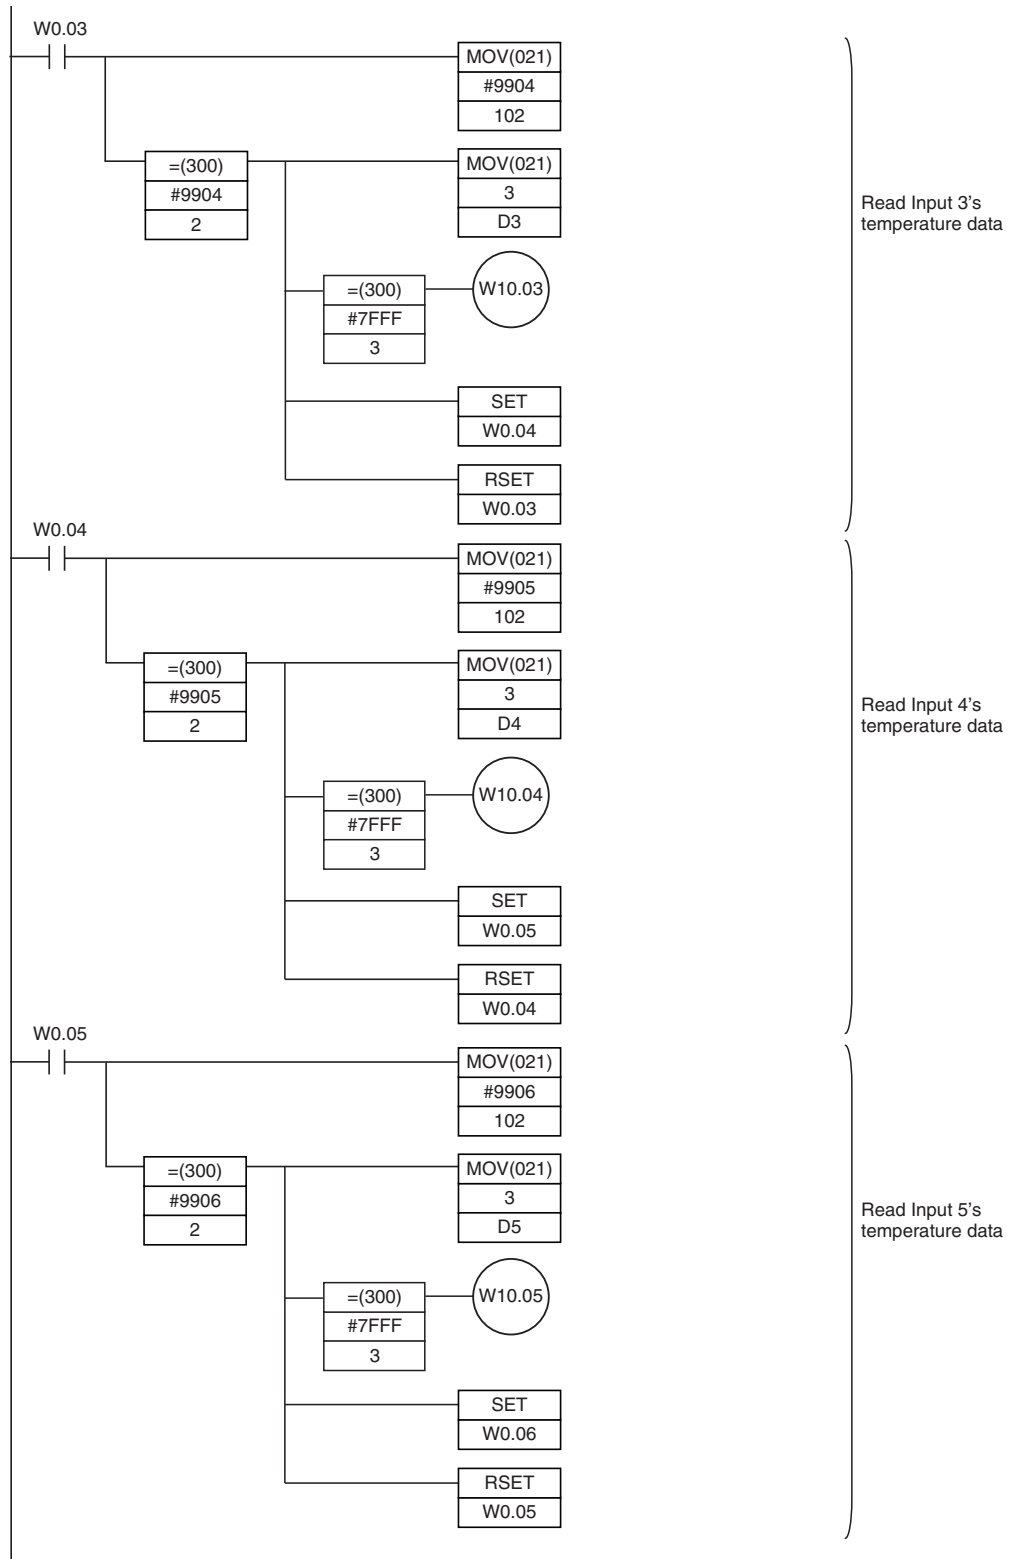 W0.03
MOV(021)
#9904
102
=(300)
#9904
2
MOV(021)
3
D3
=(300)
#7FFF
3
W10.03
SET
W0.04
RSET
W0.03
Read Input 3's
temperature data
W0.04
MOV(021)
#9905
102
=(300)
#9905
2
MOV(021)
3
D4
=(300)
#7FFF
3
W10.04
SET
W0.05
RSET
W0.04
Read Input 4's
temperature data
W0.05
MOV(021)
#9906
102
=(300)
#9906
2
MOV(021)
3
D5
=(300)
#7FFF
3
W10.05
SET
W0.06
RSET
W0.05
Read Input 5's
temperature data